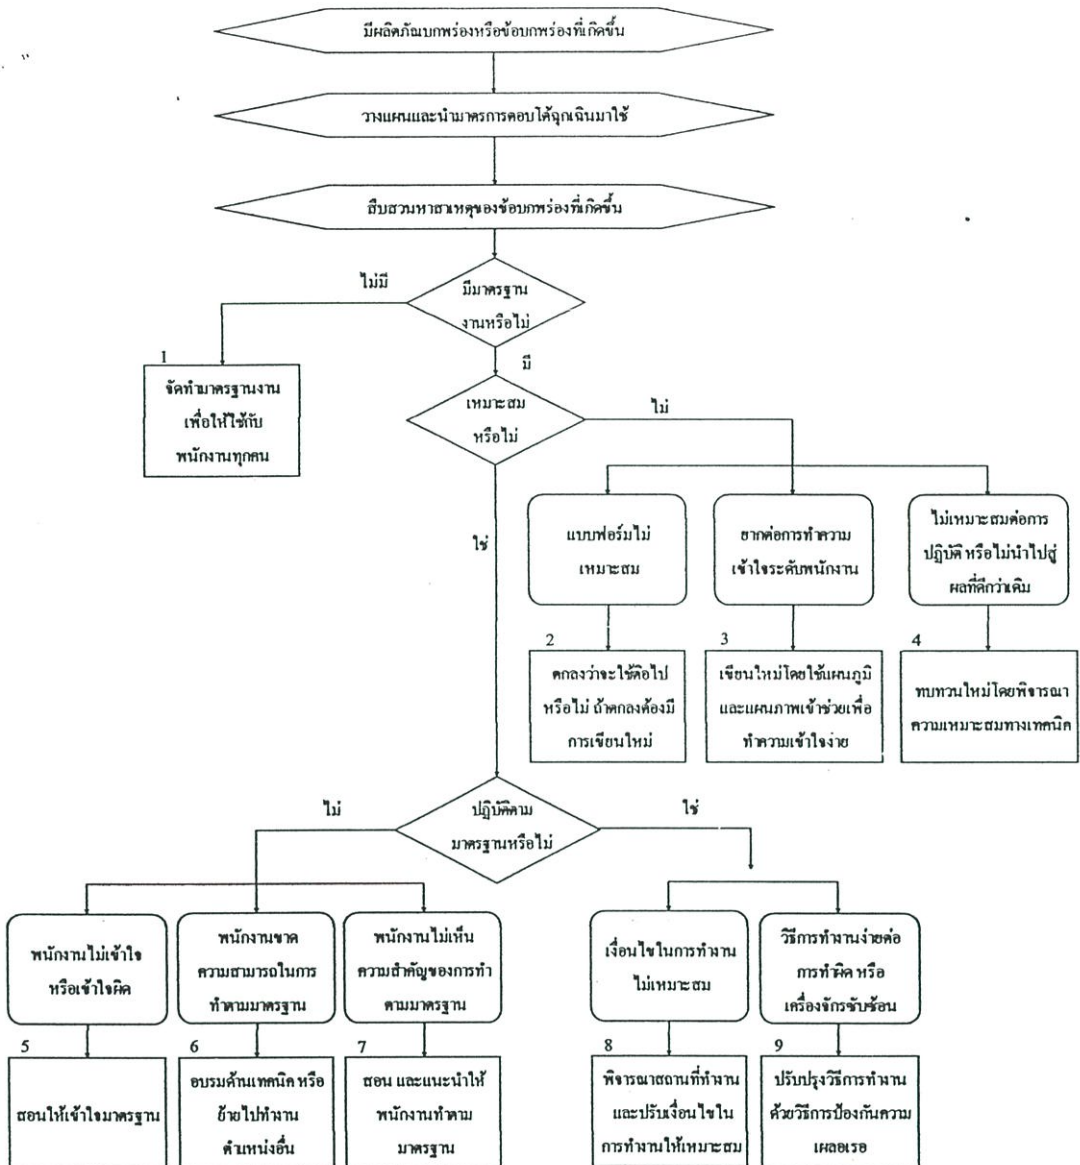 มีผลิตภัณบกพร่องหรือข้อบกพร่องที่เกิดขึ้น
วางแผนและนำมาตรการตอบโต้ฉุกเฉินมาใช้
สืบสวนหาสาเหตุของข้อบกพร่องที่เกิดขึ้น
ไม่มี
มีมาตรฐาน
งานหรือไม่
มี
1
จัดทำมาตรฐานงาน
เพื่อให้ใช้กับ
พนักงานทุกคน
เหมาะสม
หรือไม่
ไม่
ใช่
แบบฟอร์มไม่
เหมาะสม
ยากต่อการทำความ
เข้าใจระดับพนักงาน
ไม่เหมาะสมต่อการ
ปฏิบัติ หรือไม่นำไปสู่
ผลที่ดีกว่าเดิม
2
ตกลงว่าจะใช้ต่อไป
หรือไม่ ถ้าตกลงต้องมี
การเขียนใหม่
3
เขียนใหม่โดยใช้แผนภูมิ
และแผนภาพเข้าช่วยเพื่อ
ทำความเข้าใจง่าย
4
ทบทวนใหม่โดยพิจารณา
ความเหมาะสมทางเทคนิค
ไม่
ปฏิบัติตาม
มาตรฐานหรือไม่
ใช่
พนักงานไม่เข้าใจ
หรือเข้าใจผิด
พนักงานขาด
ความสามารถในการ
ทำตามมาตรฐาน
พนักงานไม่เห็น
ความสำคัญของการทำ
ตามมาตรฐาน
เงื่อนไขในการทำงาน
ไม่เหมาะสม
วิธีการทำงานง่ายต่อ
การทำผิด หรือ
เครื่องจักรซับซ้อน
5
สอนให้เข้าใจมาตรฐาน
6
อบรมด้านเทคนิค หรือ
ย้ายไปทำงาน
ตำแหน่งอื่น
7
สอน และแนะนำให้
พนักงานทำตาม
มาตรฐาน
8
พิจารณาสถานที่ทำงาน
และปรับเงื่อนไขใน
การทำงานให้เหมาะสม
9
ปรับปรุงวิธีการทำงาน
ด้วยวิธีการป้องกันความ
เผลอเรอ